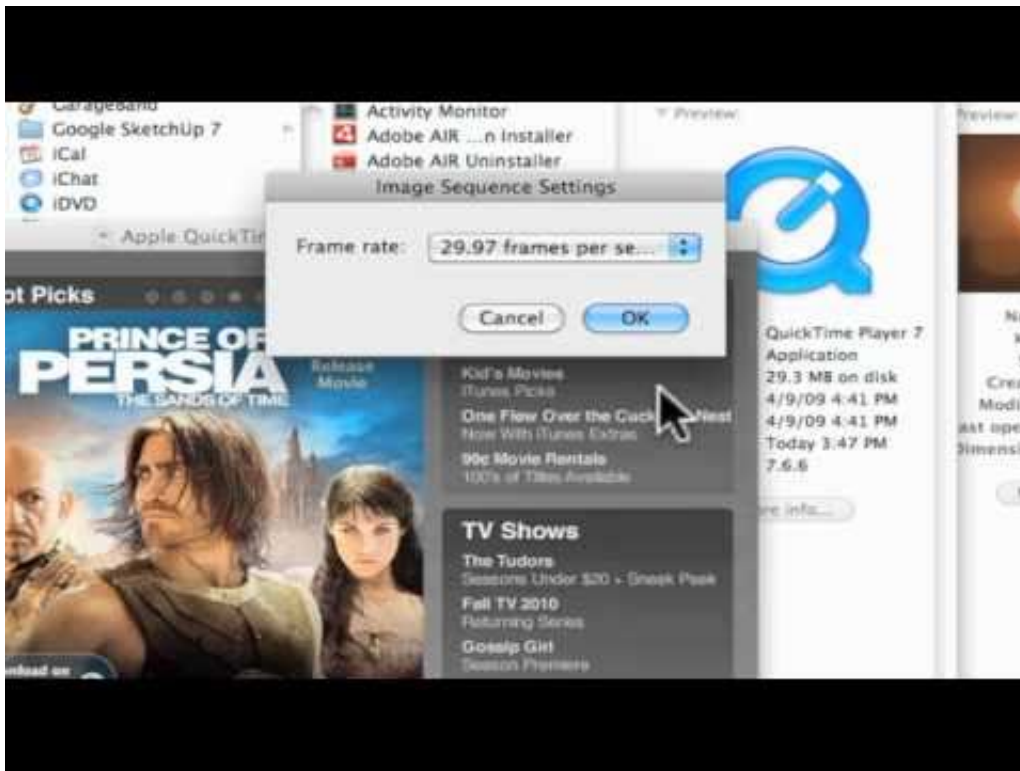 GarageBand
Google SketchUp 7
iCal
iChat
iDVD
Activity Monitor
Adobe AIR ...n Installer
Adobe AIR Uninstaller
Preview:
Preview:
Image Sequence Settings
Frame rate: 29.97 frames per se...
Cancel OK
Apple QuickTir
ot Picks
PRINCE OF
PERSIA
THE SANDS OF TIME
Release
Movie
Kid's Movies
iTunes Picks
One Flew Over the Cuck Nest
Now With iTunes Extras
99¢ Movie Rentals
100's of Titles Available
TV Shows
The Tudors
Seasons Under $20 + Sneak Peek
Fall TV 2010
Returning Series
Gossip Girl
Season Premiere
nload on
QuickTime Player 7
Application
29.3 MB on disk
4/9/09 4:41 PM
4/9/09 4:41 PM
Today 3:47 PM
7.6.6
re info...
Crea
Modi
ast ope
Dimensi